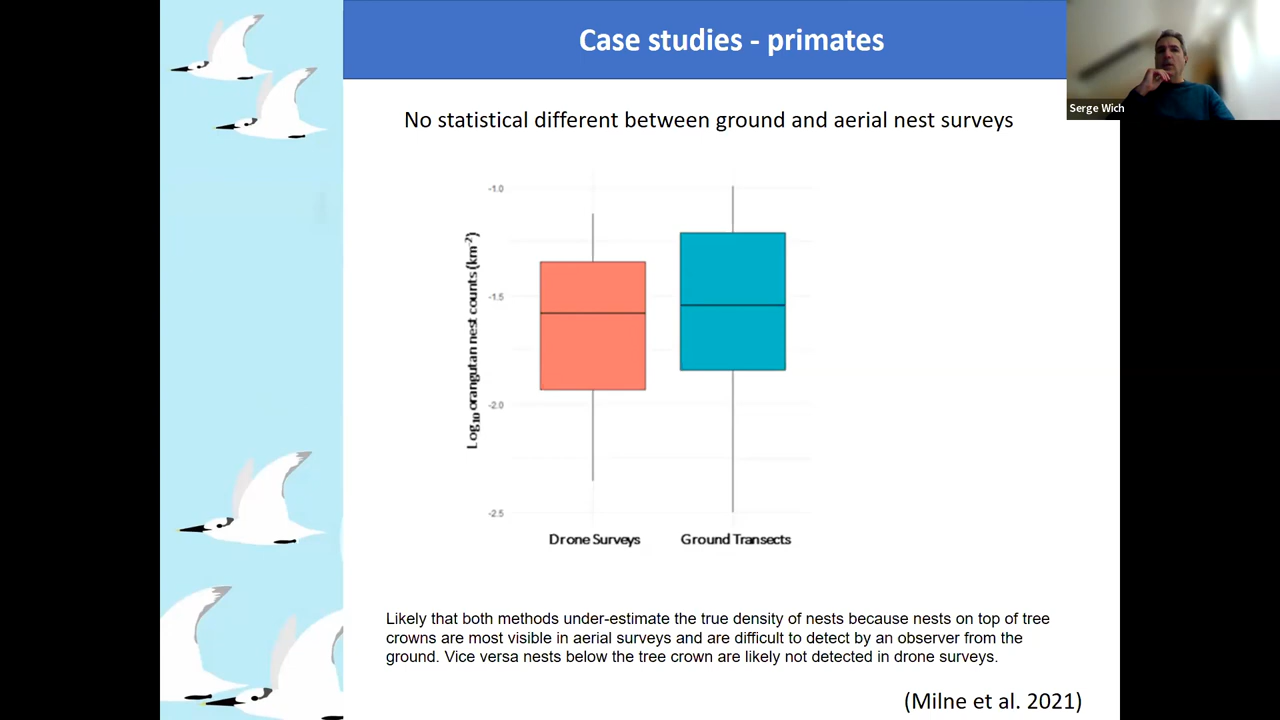 Case studies - primates
Serge Wich
No statistical different between ground and aerial nest surveys
Log10 orangutan nest counts (km-2)
-1.0
-1.5
-2.0
-2.5
Drone Surveys
Ground Transects
Likely that both methods under-estimate the true density of nests because nests on top of tree
crowns are most visible in aerial surveys and are difficult to detect by an observer from the
ground. Vice versa nests below the tree crown are likely not detected in drone surveys.
(Milne et al. 2021)